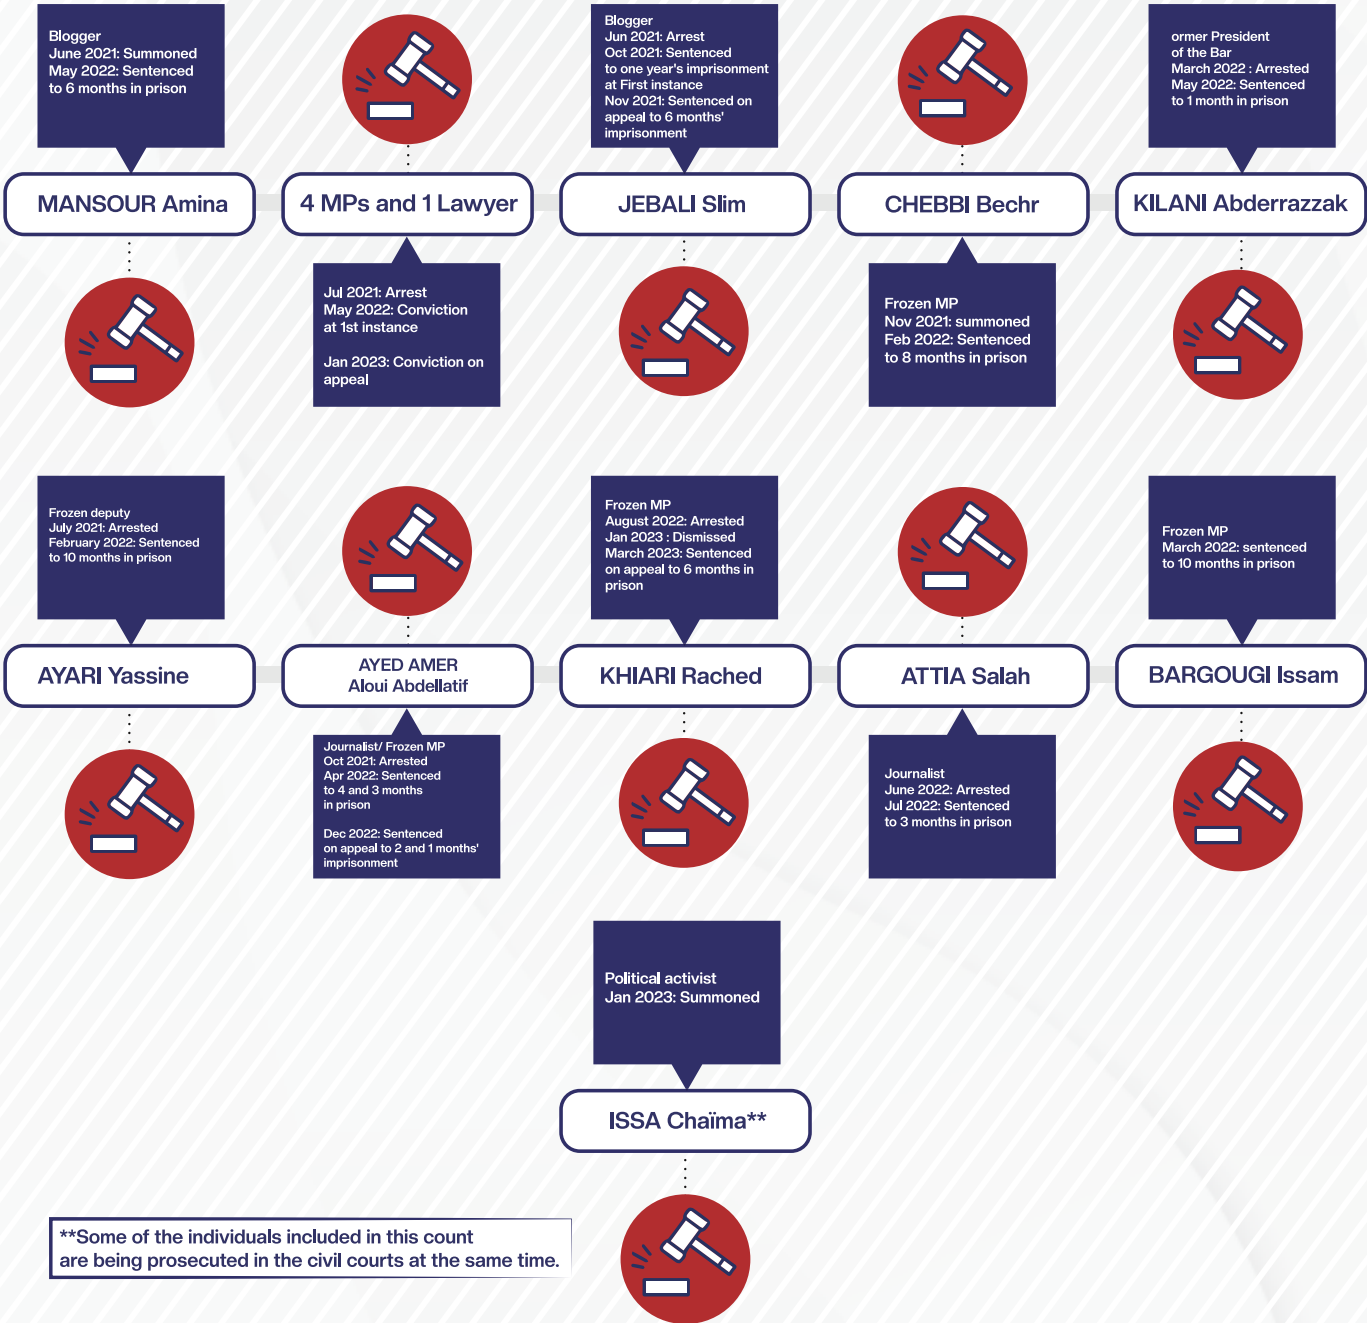 Blogger
June 2021: Summoned
May 2022: Sentenced
to 6 months in prison
MANSOUR Amina
4 MPs and 1 Lawyer
Jul 2021: Arrest
May 2022: Conviction
at 1st instance
Jan 2023: Conviction on
appeal
Blogger
Jun 2021: Arrest
Oct 2021: Sentenced
to one year's imprisonment
at First instance
Nov 2021: Sentenced on
appeal to 6 months'
imprisonment
JEBALI Slim
CHEBBI Bechr
Frozen MP
Nov 2021: summoned
Feb 2022: Sentenced
to 8 months in prison
ormer President
of the Bar
March 2022 : Arrested
May 2022: Sentenced
to 1 month in prison
KILANI Abderrazzak
Frozen deputy
July 2021: Arrested
February 2022: Sentenced
to 10 months in prison
AYARI Yassine
AYED AMER
Aloui Abdellatif
Journalist/ Frozen MP
Oct 2021: Arrested
Apr 2022: Sentenced
to 4 and 3 months
in prison
Dec 2022: Sentenced
on appeal to 2 and 1 months'
imprisonment
Frozen MP
August 2022: Arrested
Jan 2023 : Dismissed
March 2023: Sentenced
on appeal to 6 months in
prison
KHIARI Rached
ATTIA Salah
Journalist
June 2022: Arrested
Jul 2022: Sentenced
to 3 months in prison
Frozen MP
March 2022: sentenced
to 10 months in prison
BARGOUGI Issam
Political activist
Jan 2023: Summoned
ISSA Chaïma**
**Some of the individuals included in this count
are being prosecuted in the civil courts at the same time.